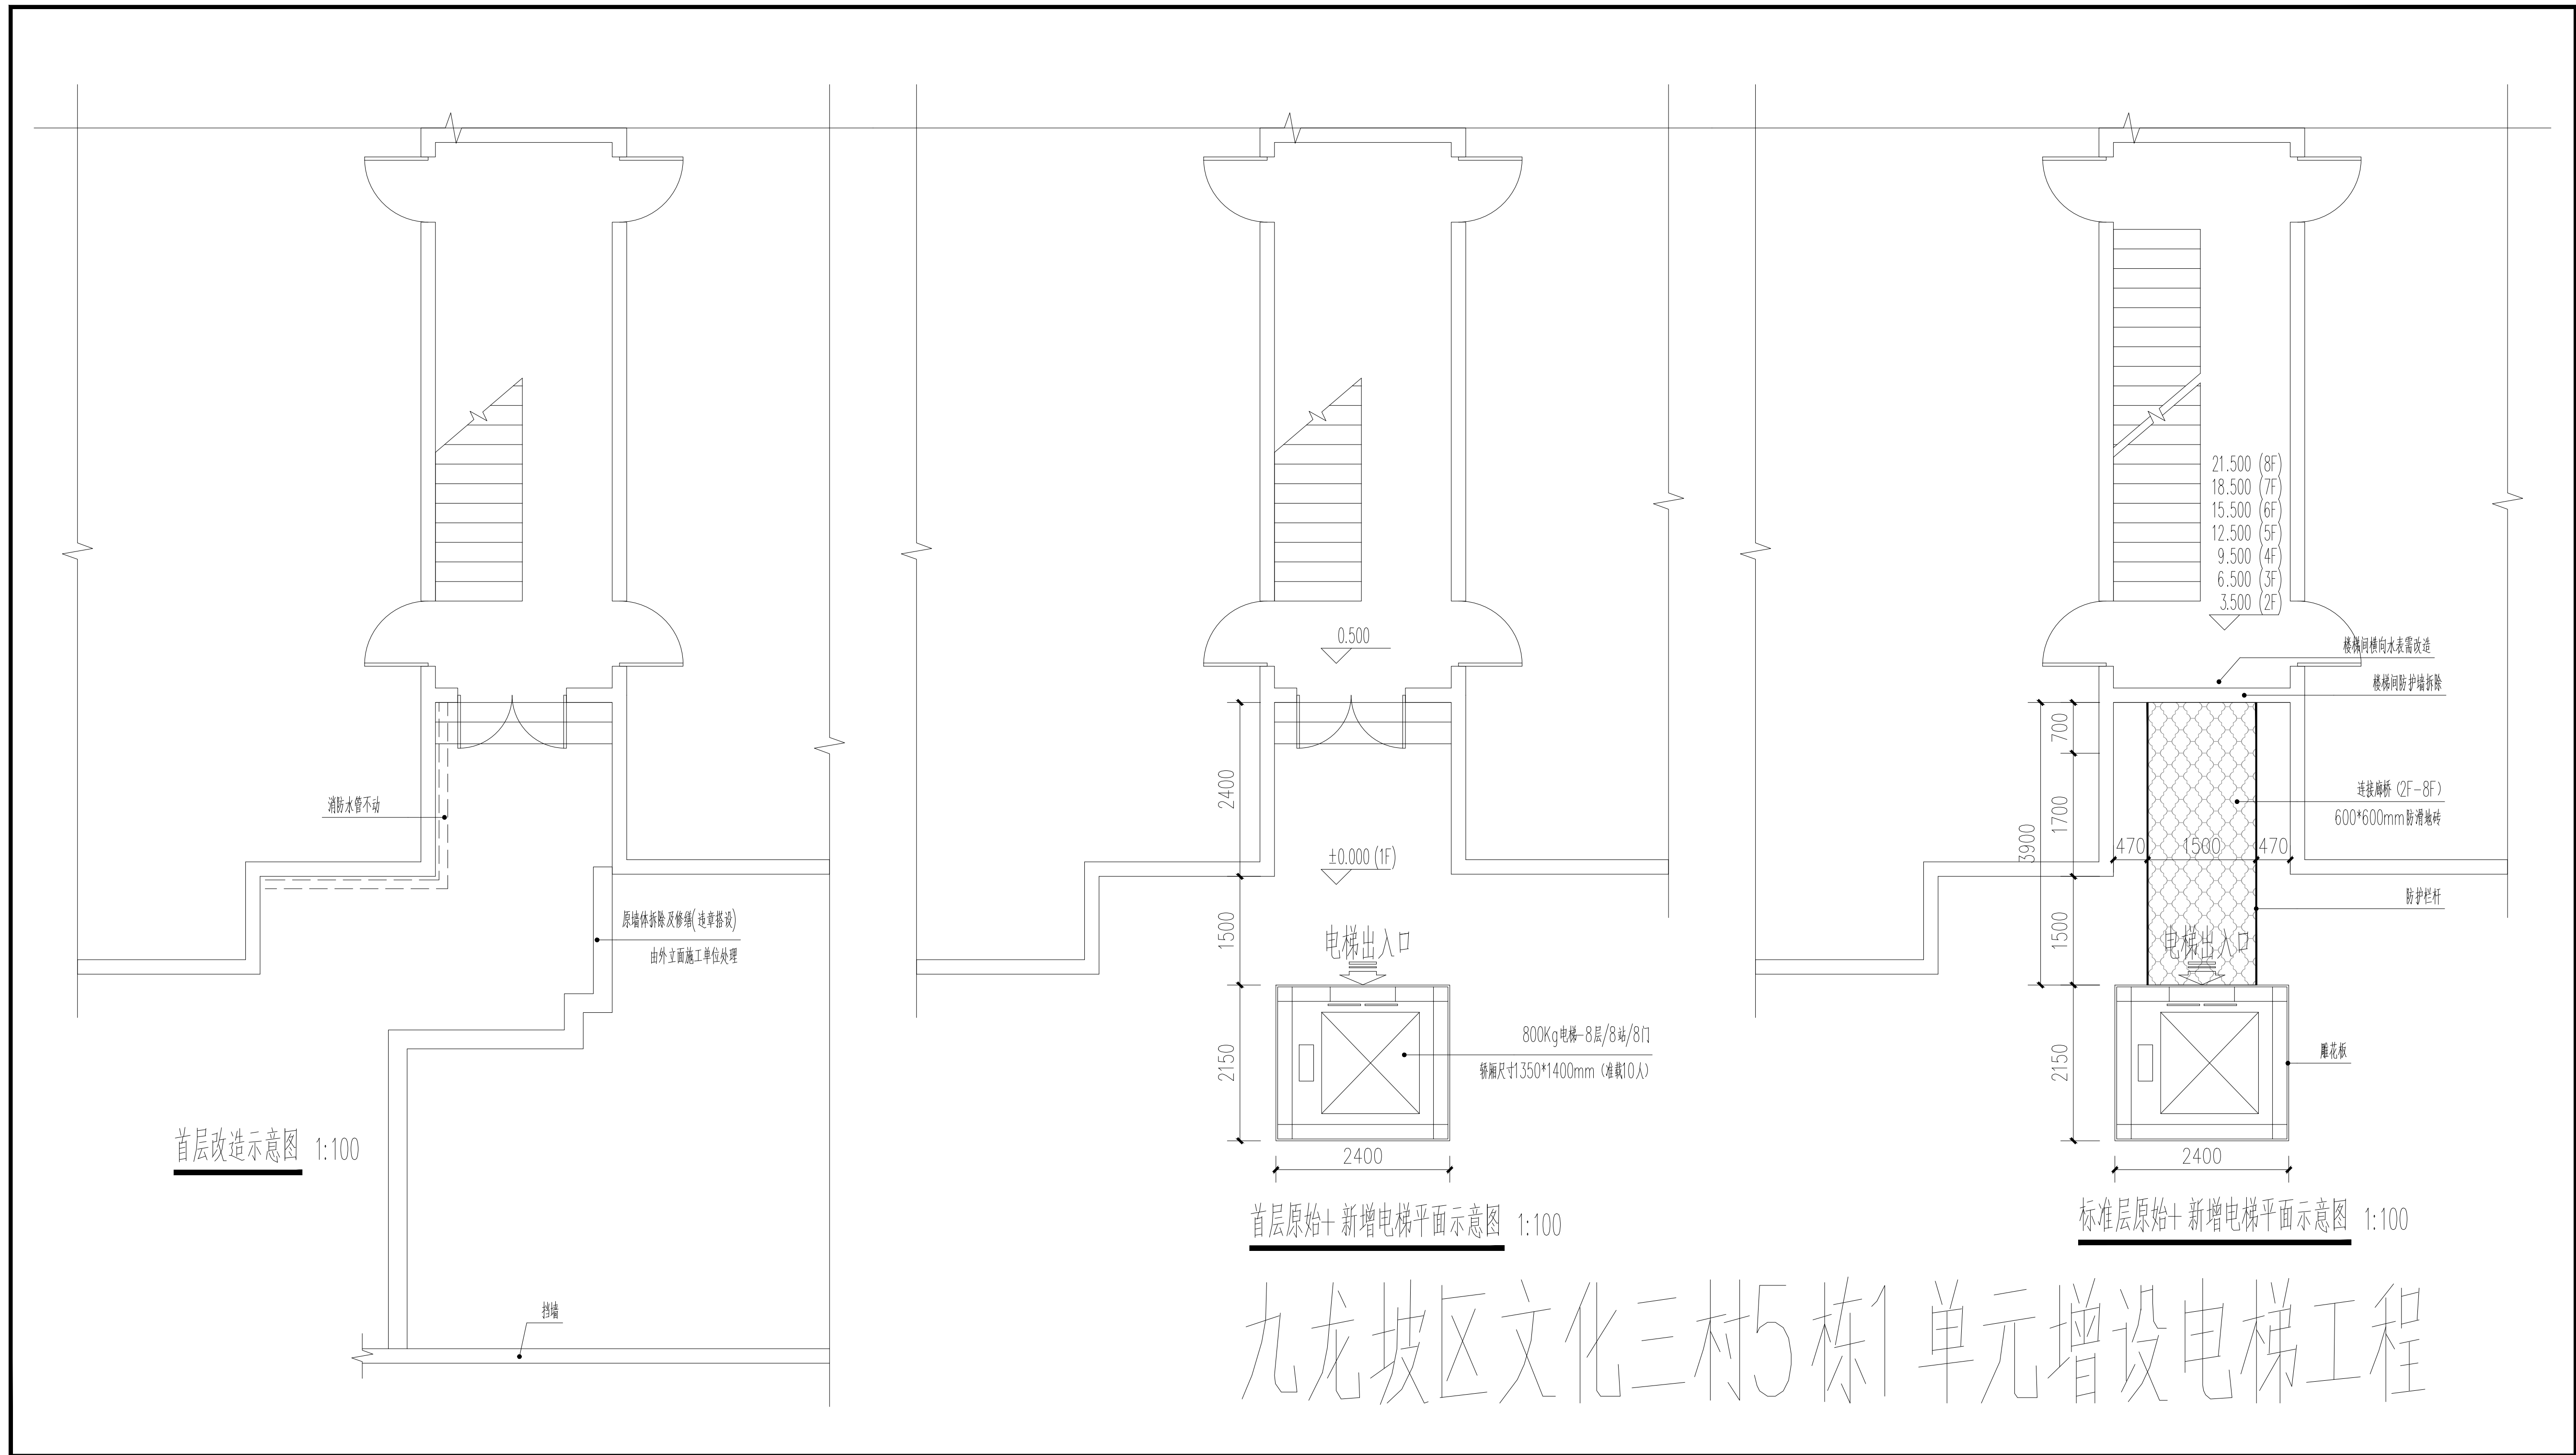 消防水管不动
原墙体拆除及修缮(违章搭设)
由外立面施工单位处理
首层改造示意图 1:100
挡墙
0.500
2400
±0.000 (1F)
1500
电梯出入口
2150
800Kg电梯-8层/8站/8门
轿厢尺寸1350*1400mm (准载10人)
2400
首层原始+新增电梯平面示意图 1:100
21.500 (8F)
18.500 (7F)
15.500 (6F)
12.500 (5F)
9.500 (4F)
6.500 (3F)
3.500 (2F)
楼梯间横向水表需改造
楼梯间防护墙拆除
700
1700
3900
连接廊桥 (2F-8F)
600*600mm防滑地砖
470 1500 470
防护栏杆
1500
电梯出入口
2150
雕花板
2400
标准层原始+新增电梯平面示意图 1:100
九龙坡区文化三村5栋1单元增设电梯工程